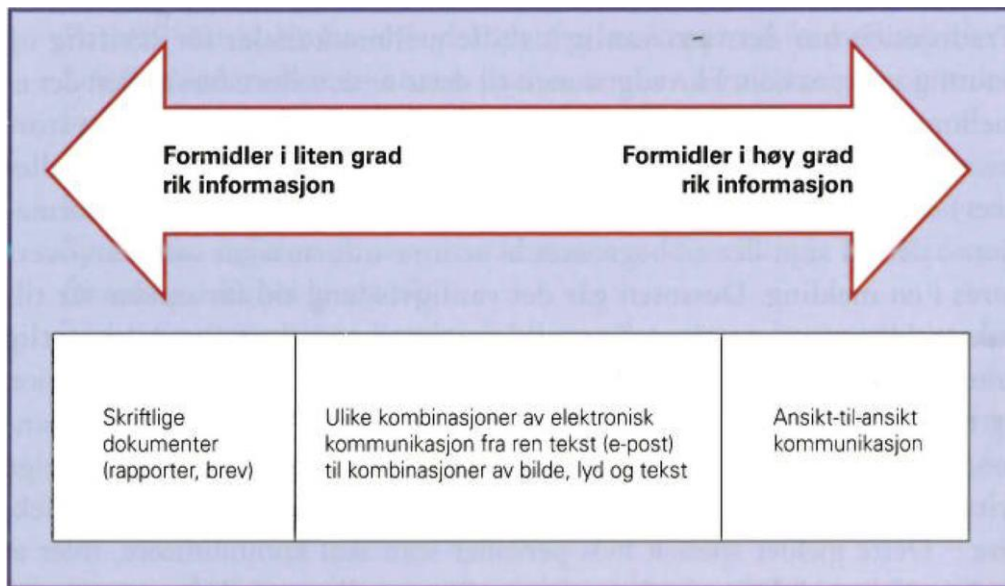 Formidler i liten grad
rik informasjon
Formidler i høy grad
rik informasjon
Skriftlige
dokumenter
(rapporter, brev)
Ulike kombinasjoner av elektronisk
kommunikasjon fra ren tekst (e-post)
til kombinasjoner av bilde, lyd og tekst
Ansikt-til-ansikt
kommunikasjon